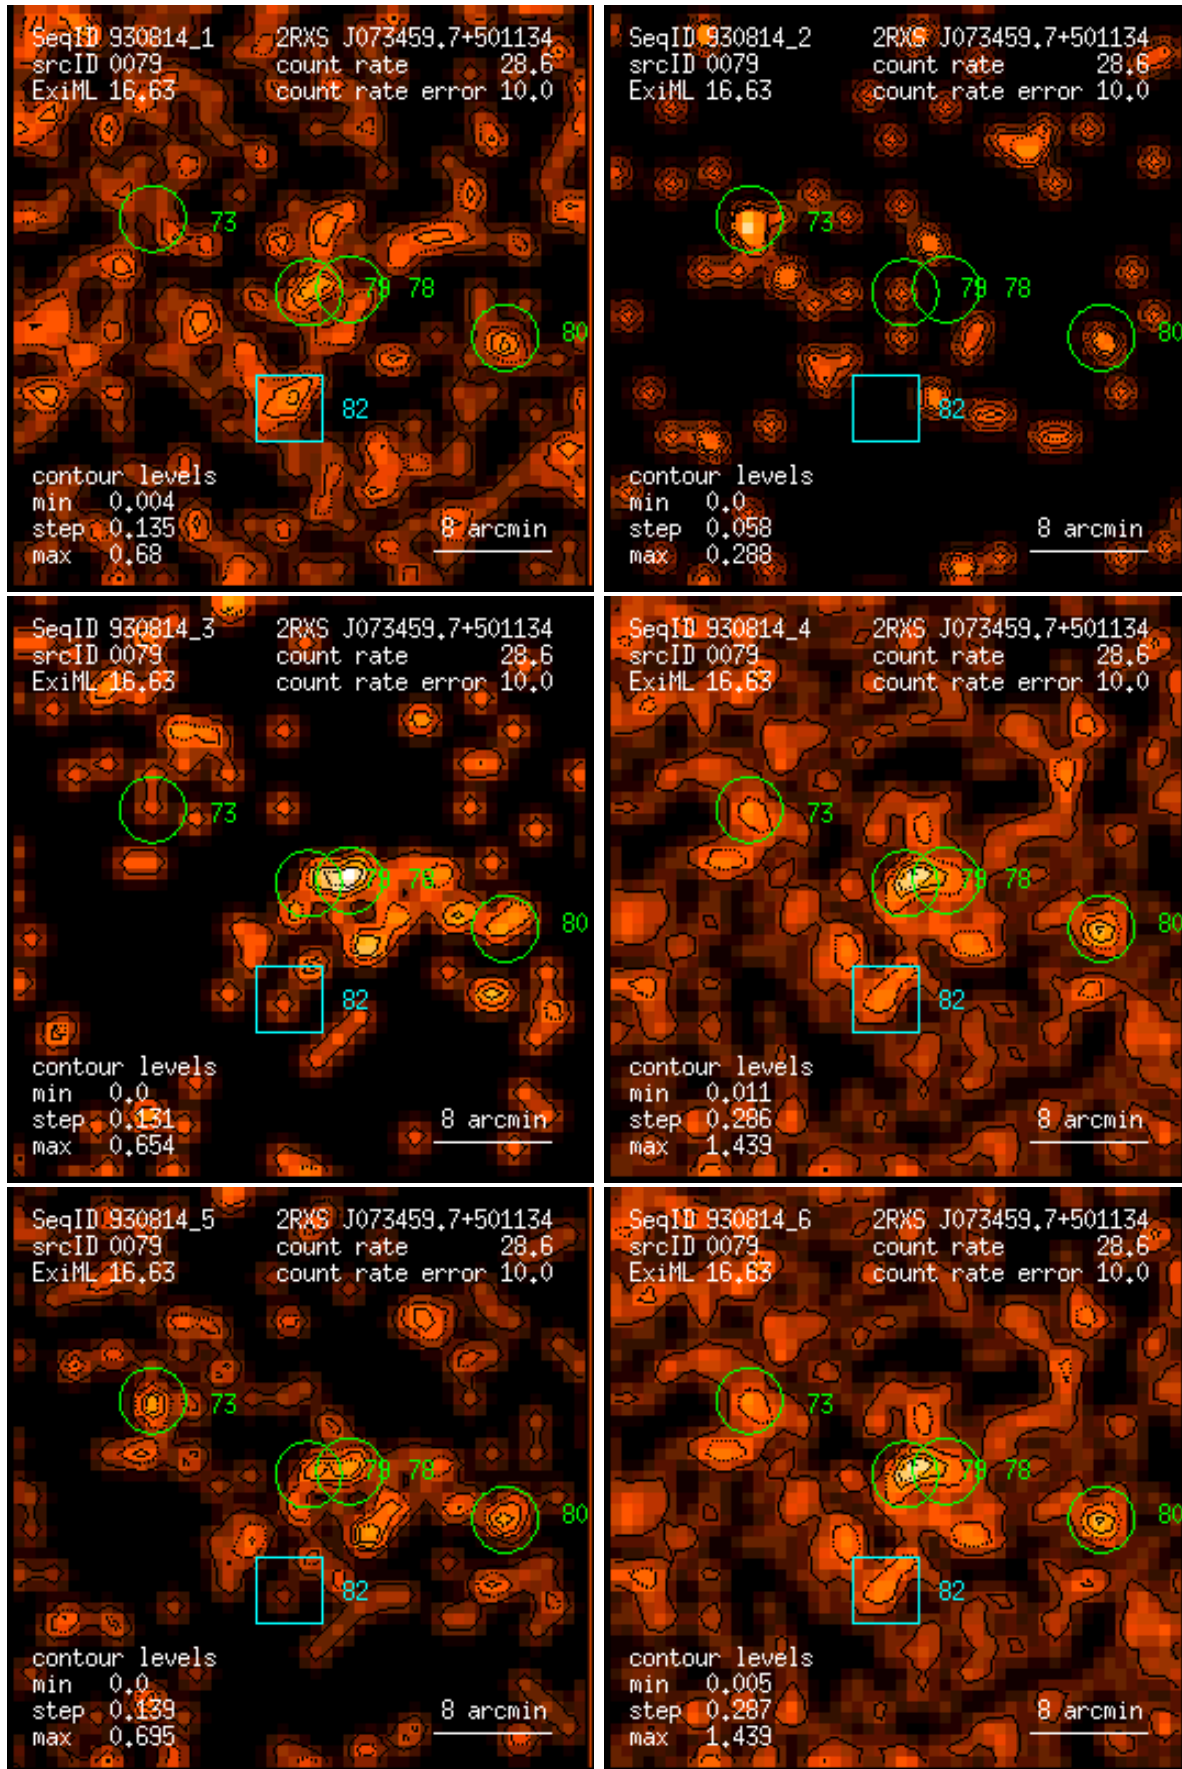 SeqID 930814_1 2RXS J073459.7+501134
srcID 0079 count rate 28.6
ExiML 16.63 count rate error 10.0
73
79 78
80
82
contour levels
min 0.004
step 0.135 8 arcmin
max 0.68
SeqID 930814_2 2RXS J073459.7+501134
srcID 0079 count rate 28.6
ExiML 16.63 count rate error 10.0
73
79 78
80
82
contour levels
min 0.0
step 0.058 8 arcmin
max 0.288
SeqID 930814_3 2RXS J073459.7+501134
srcID 0079 count rate 28.6
ExiML 16.63 count rate error 10.0
73
79 78
80
82
contour levels
min 0.0
step 0.131 8 arcmin
max 0.654
SeqID 930814_4 2RXS J073459.7+501134
srcID 0079 count rate 28.6
ExiML 16.63 count rate error 10.0
73
79 78
80
82
contour levels
min 0.011
step 0.286 8 arcmin
max 1.439
SeqID 930814_5 2RXS J073459.7+501134
srcID 0079 count rate 28.6
ExiML 16.63 count rate error 10.0
73
79 78
80
82
contour levels
min 0.0
step 0.139 8 arcmin
max 0.695
SeqID 930814_6 2RXS J073459.7+501134
srcID 0079 count rate 28.6
ExiML 16.63 count rate error 10.0
73
79 78
80
82
contour levels
min 0.005
step 0.287 8 arcmin
max 1.439